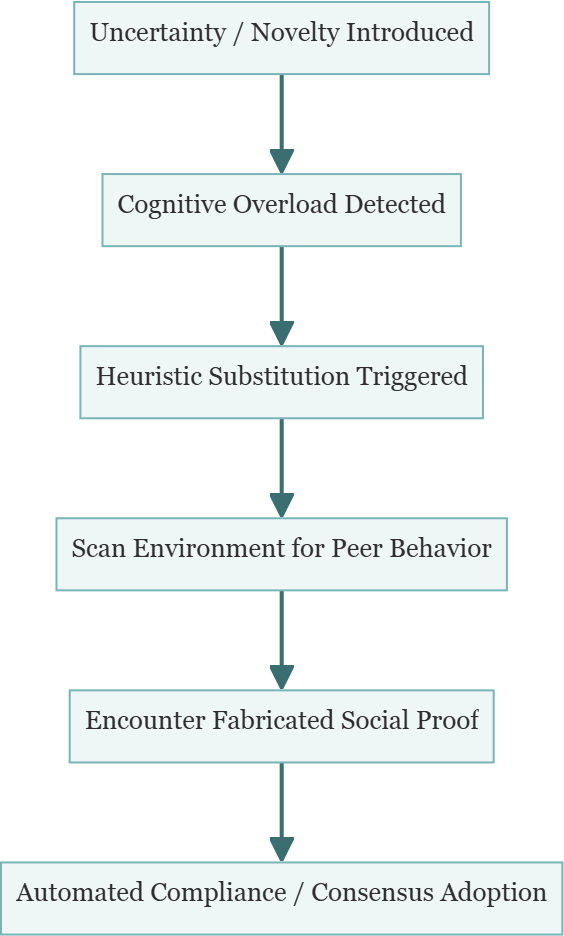 Uncertainty / Novelty Introduced
Cognitive Overload Detected
Heuristic Substitution Triggered
Scan Environment for Peer Behavior
Encounter Fabricated Social Proof
Automated Compliance / Consensus Adoption